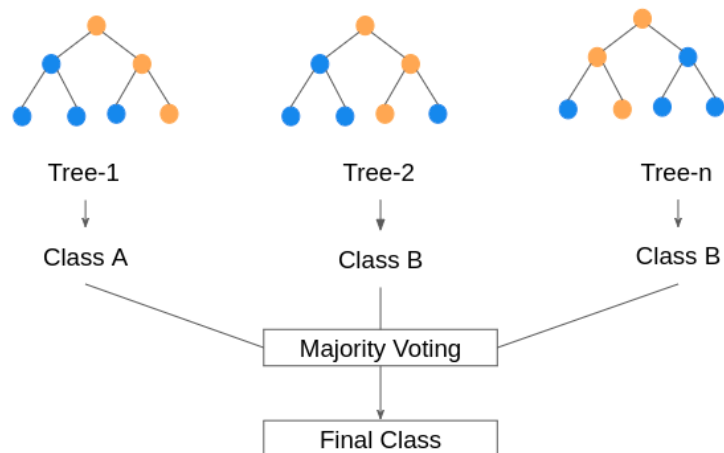 Tree-1
Tree-2
Tree-n
Class A
Class B
Class B
Majority Voting
Final Class